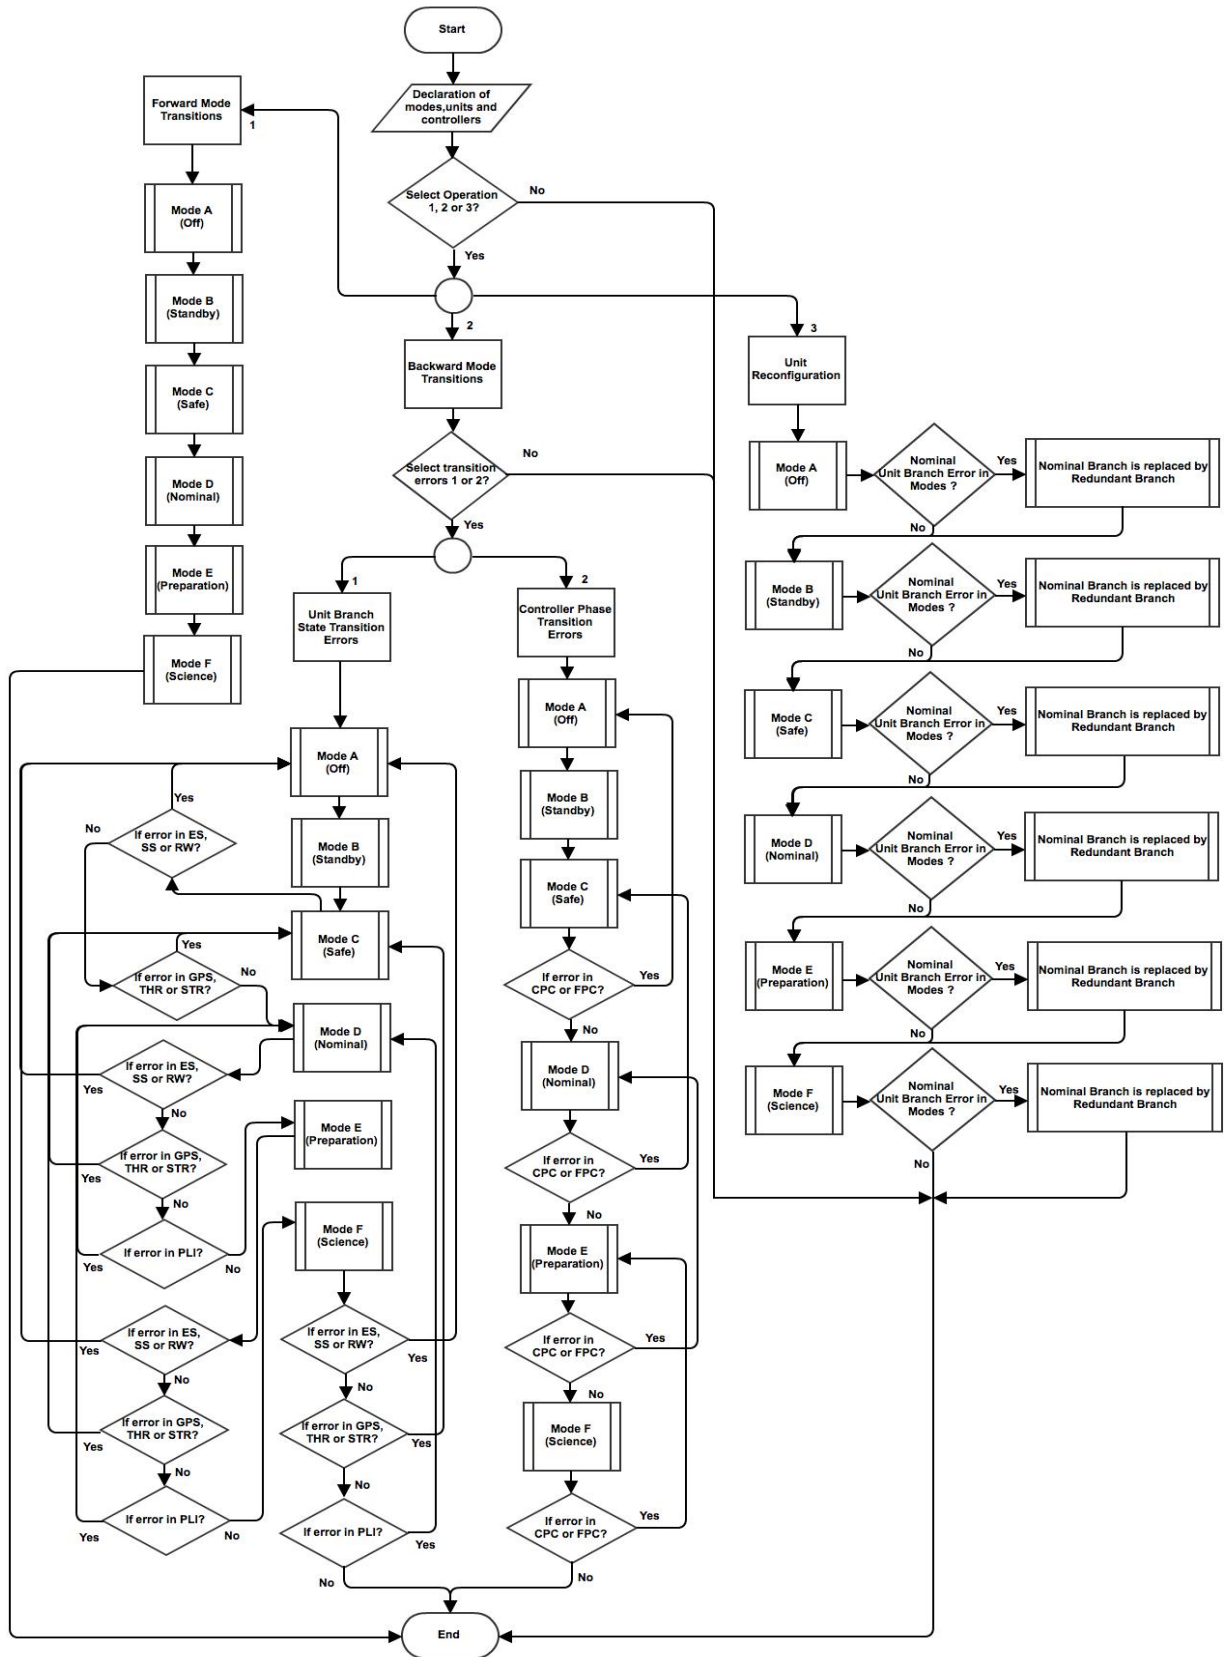 Start
Declaration of
modes,units and
controllers
Select Operation
1, 2 or 3?
No
Yes
1
Forward Mode
Transitions
Mode A
(Off)
Mode B
(Standby)
Mode C
(Safe)
Mode D
(Nominal)
Mode E
(Preparation)
Mode F
(Science)
2
Backward Mode
Transitions
Select transition
errors 1 or 2?
No
Yes
1
Unit Branch
State Transition
Errors
Mode A
(Off)
Mode B
(Standby)
Mode C
(Safe)
If error in ES,
SS or RW?
Yes
No
If error in GPS,
THR or STR?
Yes
No
Mode D
(Nominal)
If error in ES,
SS or RW?
Yes
No
If error in GPS,
THR or STR?
Yes
No
If error in PLI?
Yes
No
Mode E
(Preparation)
If error in ES,
SS or RW?
Yes
No
If error in GPS,
THR or STR?
Yes
No
If error in PLI?
Yes
No
Mode F
(Science)
If error in ES,
SS or RW?
Yes
No
If error in GPS,
THR or STR?
Yes
No
If error in PLI?
Yes
No
2
Controller Phase
Transition
Errors
Mode A
(Off)
Mode B
(Standby)
Mode C
(Safe)
If error in
CPC or FPC?
Yes
No
Mode D
(Nominal)
If error in
CPC or FPC?
Yes
No
Mode E
(Preparation)
If error in
CPC or FPC?
Yes
No
Mode F
(Science)
If error in
CPC or FPC?
Yes
No
3
Unit
Reconfiguration
Mode A
(Off)
Nominal
Unit Branch Error in
Modes ?
Yes
Nominal Branch is replaced by
Redundant Branch
No
Mode B
(Standby)
Nominal
Unit Branch Error in
Modes ?
Yes
Nominal Branch is replaced by
Redundant Branch
No
Mode C
(Safe)
Nominal
Unit Branch Error in
Modes ?
Yes
Nominal Branch is replaced by
Redundant Branch
No
Mode D
(Nominal)
Nominal
Unit Branch Error in
Modes ?
Yes
Nominal Branch is replaced by
Redundant Branch
No
Mode E
(Preparation)
Nominal
Unit Branch Error in
Modes ?
Yes
Nominal Branch is replaced by
Redundant Branch
No
Mode F
(Science)
Nominal
Unit Branch Error in
Modes ?
Yes
Nominal Branch is replaced by
Redundant Branch
No
End